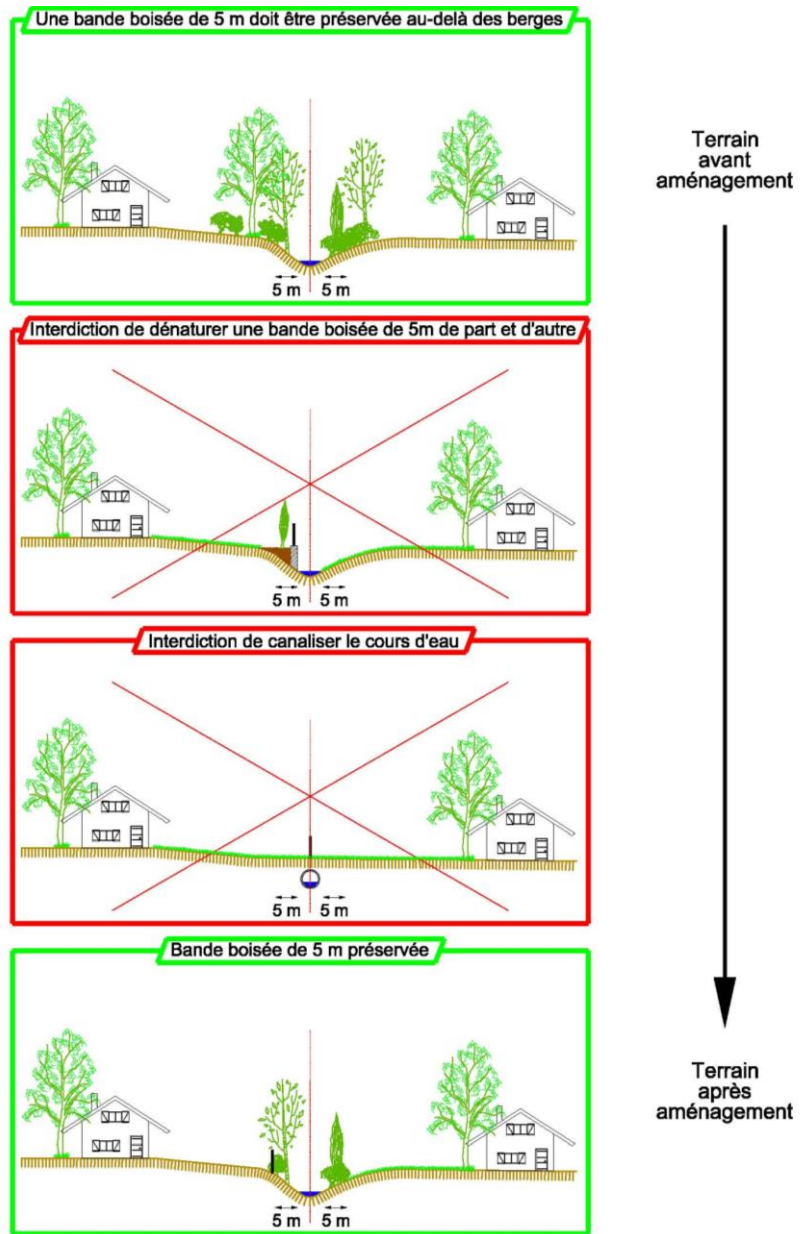 Une bande boisée de 5 m doit être préservée au-delà des berges
5 m 5 m
Terrain
avant
aménagement
Interdiction de dénaturer une bande boisée de 5m de part et d'autre
5 m 5 m
Interdiction de canaliser le cours d'eau
5 m 5 m
Bande boisée de 5 m préservée
5 m 5 m
Terrain
après
aménagement